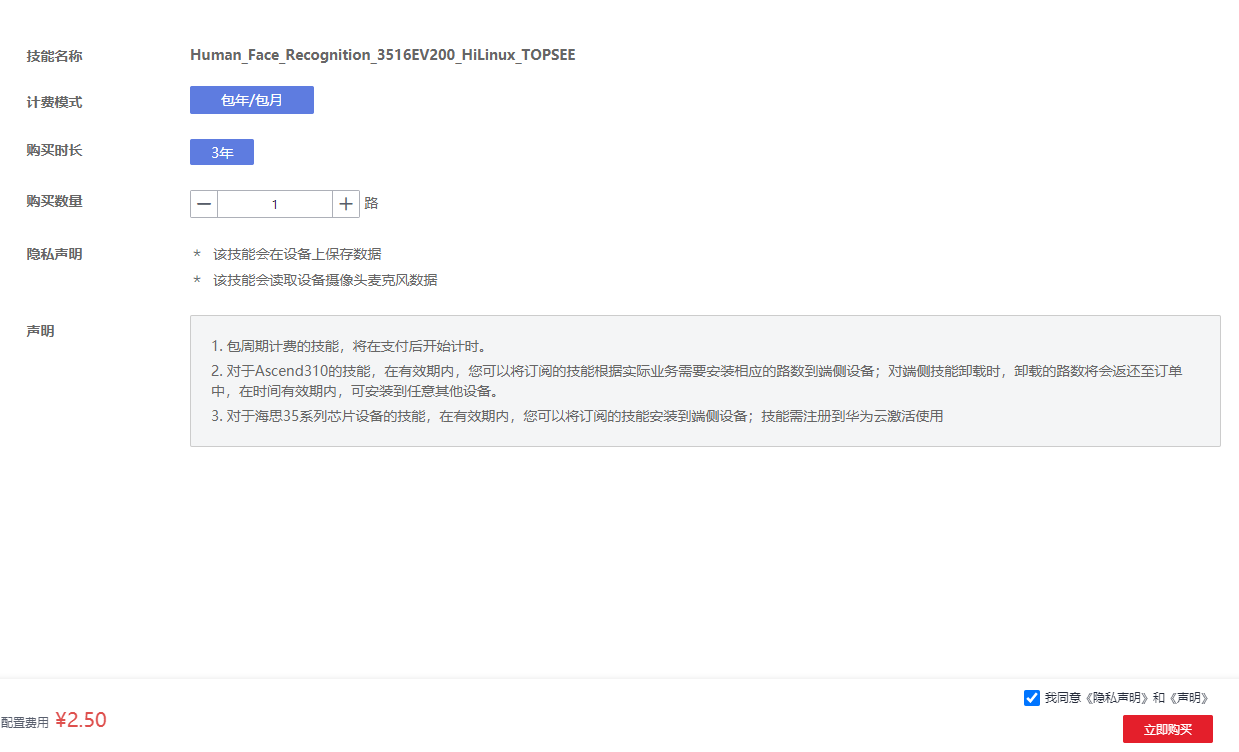 技能名称 Human_Face_Recognition_3516EV200_HiLinux_TOPSEE
计费模式 包年/包月
购买时长 3年
购买数量 1 路
隐私声明 * 该技能会在设备上保存数据
* 该技能会读取设备摄像头麦克风数据
声明
1. 包周期计费的技能，将在支付后开始计时。
2. 对于Ascend310的技能，在有效期内，您可以将订阅的技能根据实际业务需要安装相应的路数到端侧设备；对端侧技能卸载时，卸载的路数将会返还至订单
中，在时间有效期内，可安装到任意其他设备。
3. 对于海思35系列芯片设备的技能，在有效期内，您可以将订阅的技能安装到端侧设备；技能需注册到华为云激活使用
我同意《隐私声明》和《声明》
配置费用 ¥2.50
立即购买